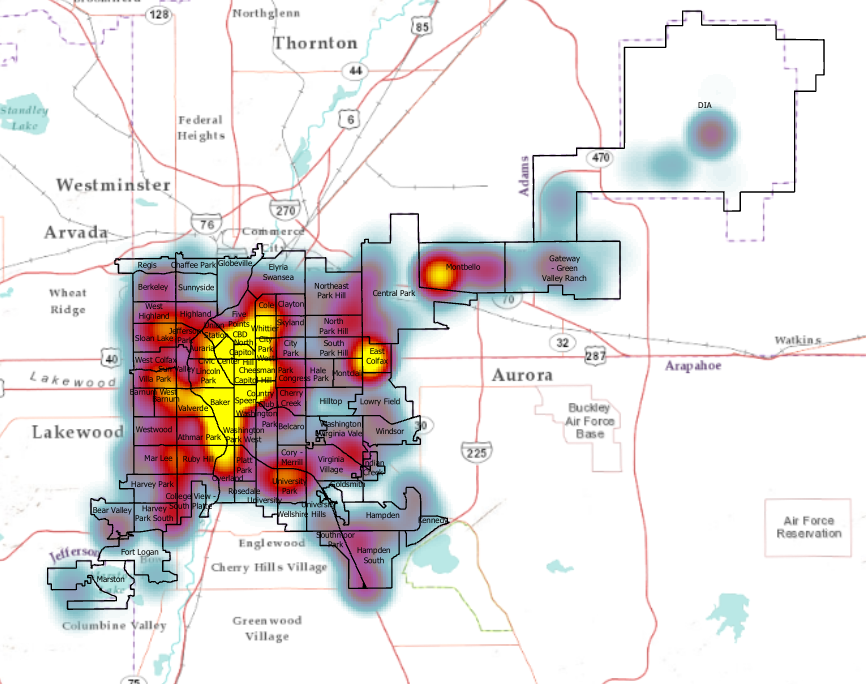 128
Northglenn
85
Thornton
44
Standley
Lake
Federal
Heights
6
DIA
470
Adams
Westminster
270
76
Commerce
City
Arvada
Regis
Chaffee Park
Globeville
Elyria
Swansea
Montbello
Gateway
- Green
Valley Ranch
Berkeley
Sunnyside
Northeast
Park Hill
Central Park
Wheat
Ridge
West
Highland
Highland
Five
Points
Cole
Clayton
70
Skyland
North
Park Hill
Sloan Lake
Jefferson
Park
Union
Station
CBD
North
Whittier
City
Park
West
City
Park
South
Park Hill
East
Colfax
32
287
Watkins
Arapahoe
40
West Colfax
Auraria
Civic Center
Capitol
Hill
Sun Valley
Lincoln
Park
Cheesman Park
Capitol Hill
Congress Park
Hale
Montclair
Lakewood
Villa Park
Aurora
Barnum West
Barnum
Valverde
Baker
Speer
Country
Club
Cherry
Creek
Hilltop
Lowry Field
Buckley
Air Force
Base
Lakewood
Westwood
Athmar Park
Washington
Park West
Washington
Park
Belcaro
Washington
Virginia Vale
Windsor
30
225
Mar Lee
Ruby Hill
Platt
Park
Cory -
Merrill
Virginia
Village
Indian
Creek
Harvey Park
Overland
University
Park
Goldsmith
College View -
South Platte
Rosedale
University
Bear Valley
Harvey
Park South
Wellshire
University
Hills
Hampden
Kennedy
Air Force
Reservation
Jefferson
Fort Logan
Englewood
Southmoor
Park
Hampden
South
Marston
Lake
Cherry Hills Village
Columbine Valley
Greenwood
Village
75